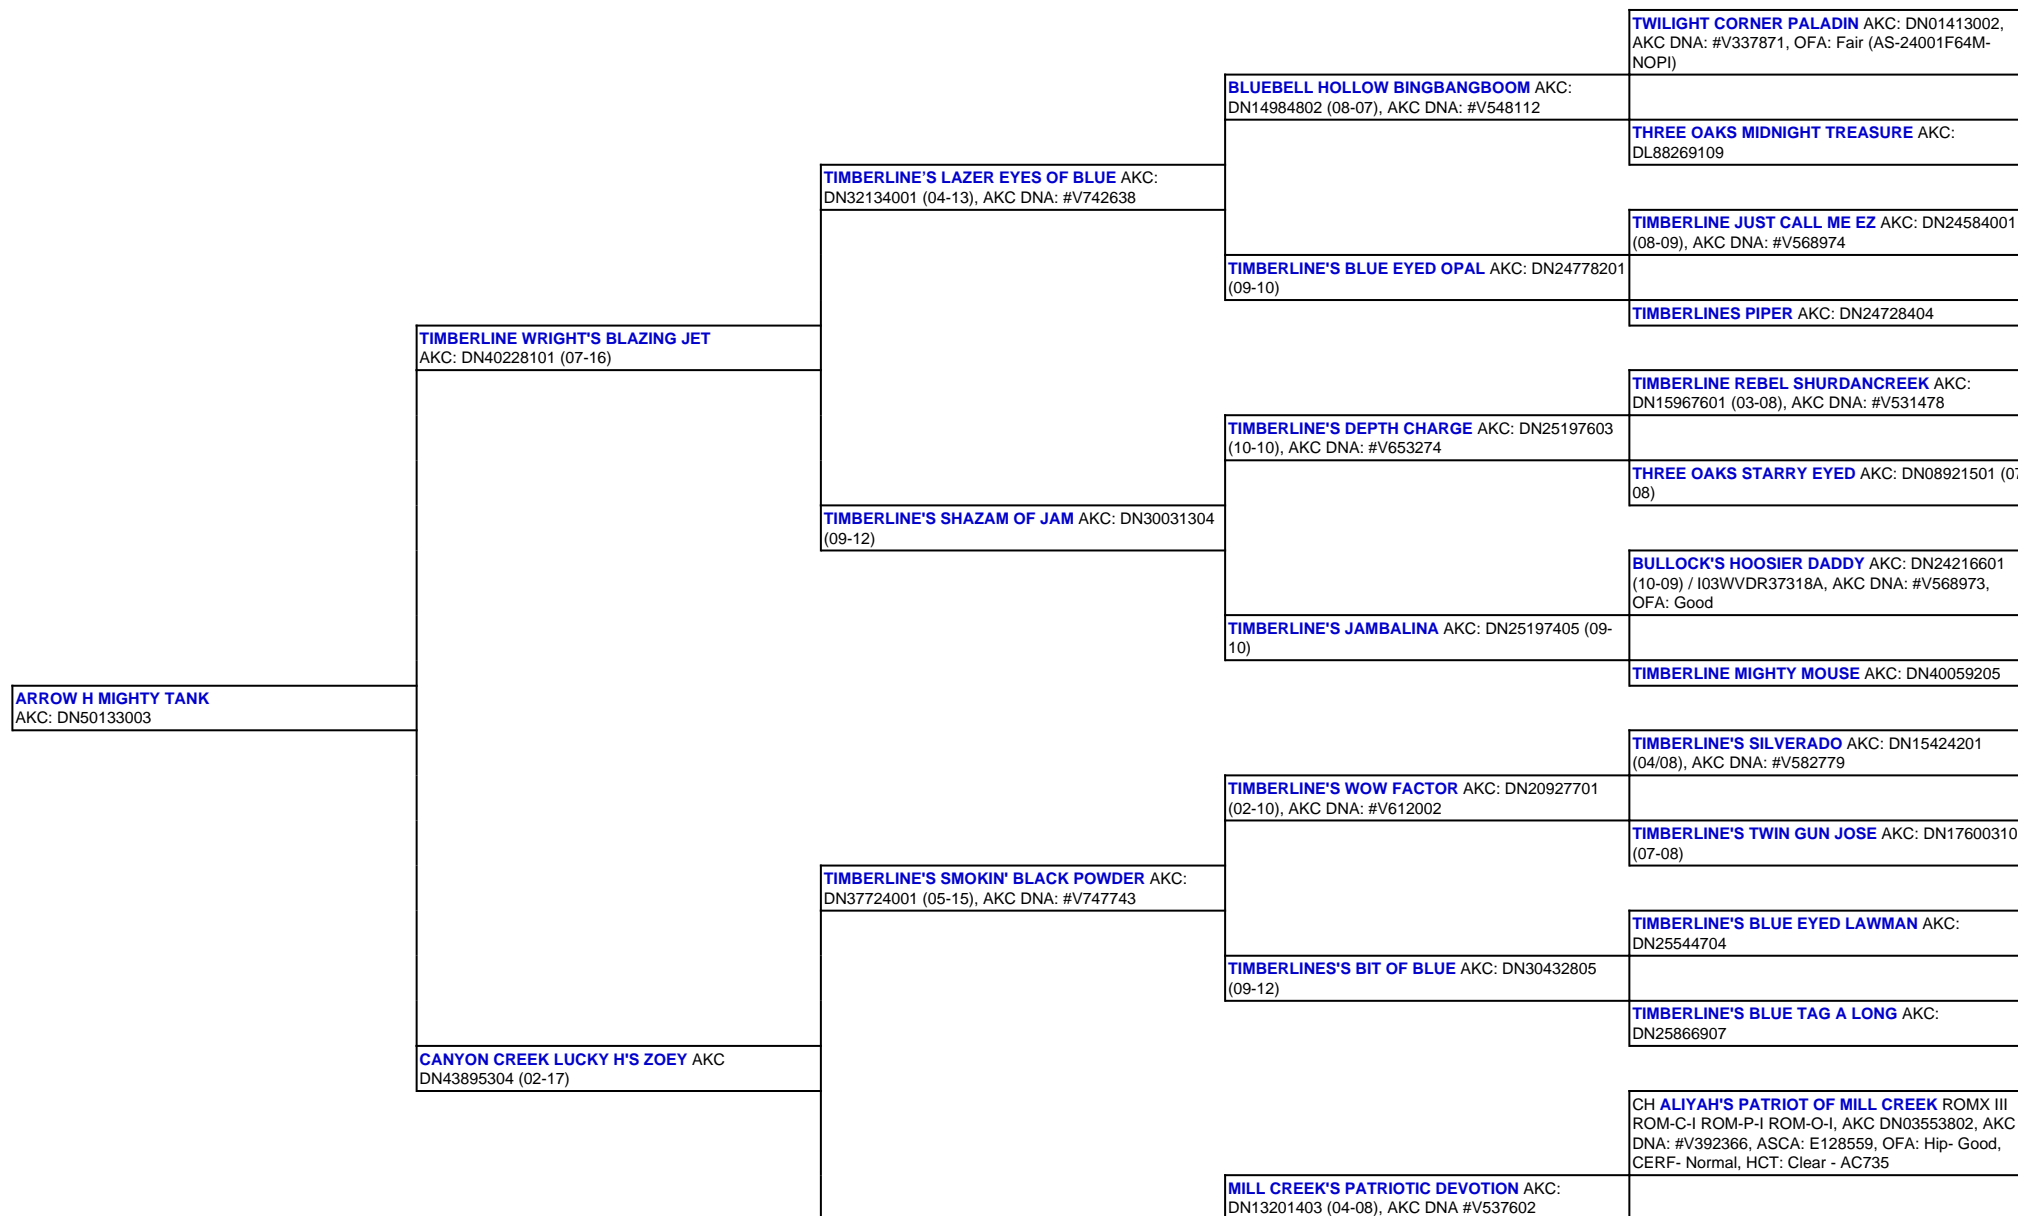 TWILIGHT CORNER PALADIN AKC: DN01413002,
AKC DNA: #V337871, OFA: Fair (AS-24001F64M-
NOPI)
BLUEBELL HOLLOW BINGBANGBOOM AKC:
DN14984802 (08-07), AKC DNA: #V548112
THREE OAKS MIDNIGHT TREASURE AKC:
DL88269109
TIMBERLINE’S LAZER EYES OF BLUE AKC:
DN32134001 (04-13), AKC DNA: #V742638
TIMBERLINE JUST CALL ME EZ AKC: DN24584001
(08-09), AKC DNA: #V568974
TIMBERLINE'S BLUE EYED OPAL AKC: DN24778201
(09-10)
TIMBERLINES PIPER AKC: DN24728404
TIMBERLINE WRIGHT'S BLAZING JET
AKC: DN40228101 (07-16)
TIMBERLINE REBEL SHURDANCREEK AKC:
DN15967601 (03-08), AKC DNA: #V531478
TIMBERLINE'S DEPTH CHARGE AKC: DN25197603
(10-10), AKC DNA: #V653274
THREE OAKS STARRY EYED AKC: DN08921501 (07
08)
TIMBERLINE'S SHAZAM OF JAM AKC: DN30031304
(09-12)
BULLOCK'S HOOSIER DADDY AKC: DN24216601
(10-09) / I03WVDR37318A, AKC DNA: #V568973,
OFA: Good
TIMBERLINE'S JAMBALINA AKC: DN25197405 (09-
10)
TIMBERLINE MIGHTY MOUSE AKC: DN40059205
ARROW H MIGHTY TANK
AKC: DN50133003
TIMBERLINE'S SILVERADO AKC: DN15424201
(04/08), AKC DNA: #V582779
TIMBERLINE'S WOW FACTOR AKC: DN20927701
(02-10), AKC DNA: #V612002
TIMBERLINE'S TWIN GUN JOSE AKC: DN17600310
(07-08)
TIMBERLINE'S SMOKIN' BLACK POWDER AKC:
DN37724001 (05-15), AKC DNA: #V747743
TIMBERLINE'S BLUE EYED LAWMAN AKC:
DN25544704
TIMBERLINES'S BIT OF BLUE AKC: DN30432805
(09-12)
TIMBERLINE'S BLUE TAG A LONG AKC:
DN25866907
CANYON CREEK LUCKY H'S ZOEY AKC
DN43895304 (02-17)
CH ALIYAH'S PATRIOT OF MILL CREEK ROMX III
ROM-C-I ROM-P-I ROM-O-I, AKC DN03553802, AKC
DNA: #V392366, ASCA: E128559, OFA: Hip- Good,
CERF- Normal, HCT: Clear - AC735
MILL CREEK'S PATRIOTIC DEVOTION AKC:
DN13201403 (04-08), AKC DNA #V537602